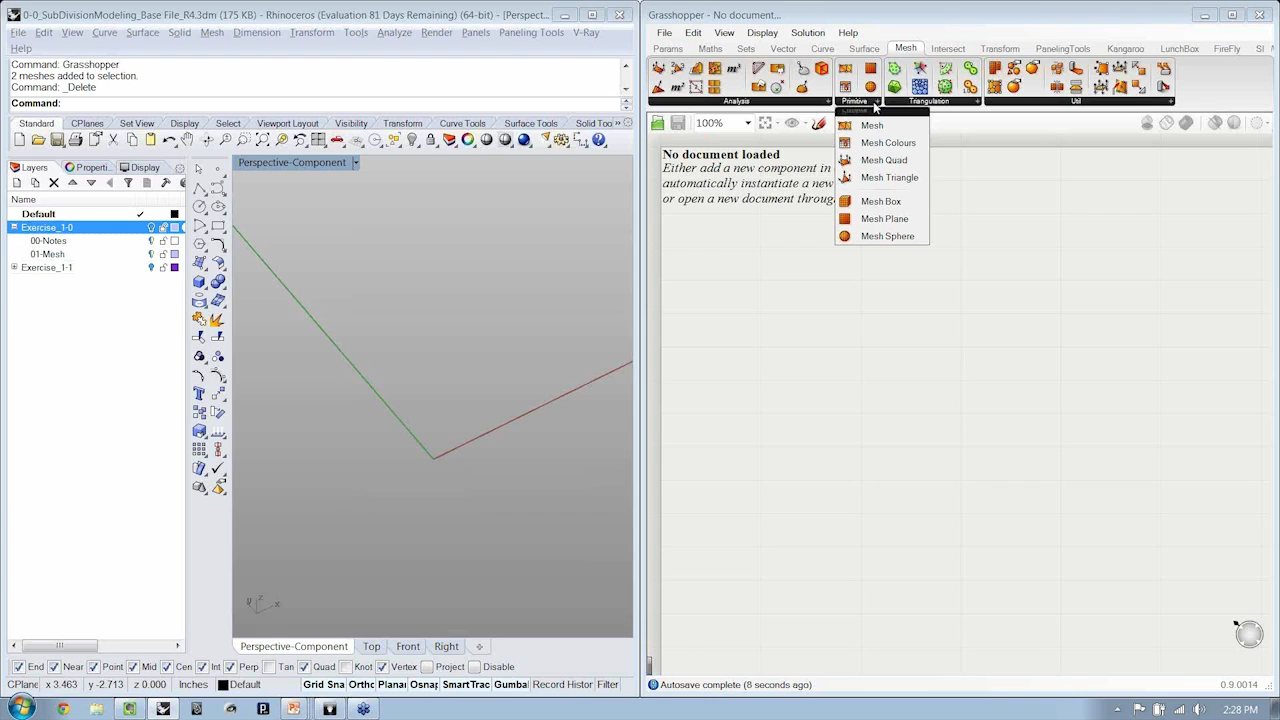 0-0_SubDivisionModeling_Base File_R4.3dm (175 KB) - Rhinoceros (Evaluation 81 Days Remaining) (64-bit) - [Perspect...
File Edit View Curve Surface Solid Mesh Dimension Transform Tools Analyze Render Panels Paneling Tools V-Ray
Help
Command: Grasshopper
2 meshes added to selection.
Command: _Delete
Command:
Standard CPlanes Set View Display Select Viewport Layout Visibility Transform Curve Tools Surface Tools Solid Too
Layers Properti... Display
Name
Default
Exercise_1-0
00-Notes
01-Mesh
Exercise_1-1
Perspective-Component
y z x
Perspective-Component Top Front Right
End Near Point Mid Cen Int Perp Tan Quad Knot Vertex Project Disable
CPlane x 3.463 y -2.713 z 0.000 Inches Default Grid Sna Ortho Planar Osnap SmartTrac Gumba Record Histor Filter
Grasshopper - No document...
File Edit View Display Solution Help
Params Maths Sets Vector Curve Surface Mesh Intersect Transform PanelingTools Kangaroo LunchBox FireFly
Analysis Primitive Triangulation Util
100%
Mesh
Mesh Colours
Mesh Quad
Mesh Triangle
Mesh Box
Mesh Plane
Mesh Sphere
No document loaded
Either add a new component in
automatically instantiate a new
or open a new document throug
Autosave complete (8 seconds ago)
0.9.0014
2:28 PM